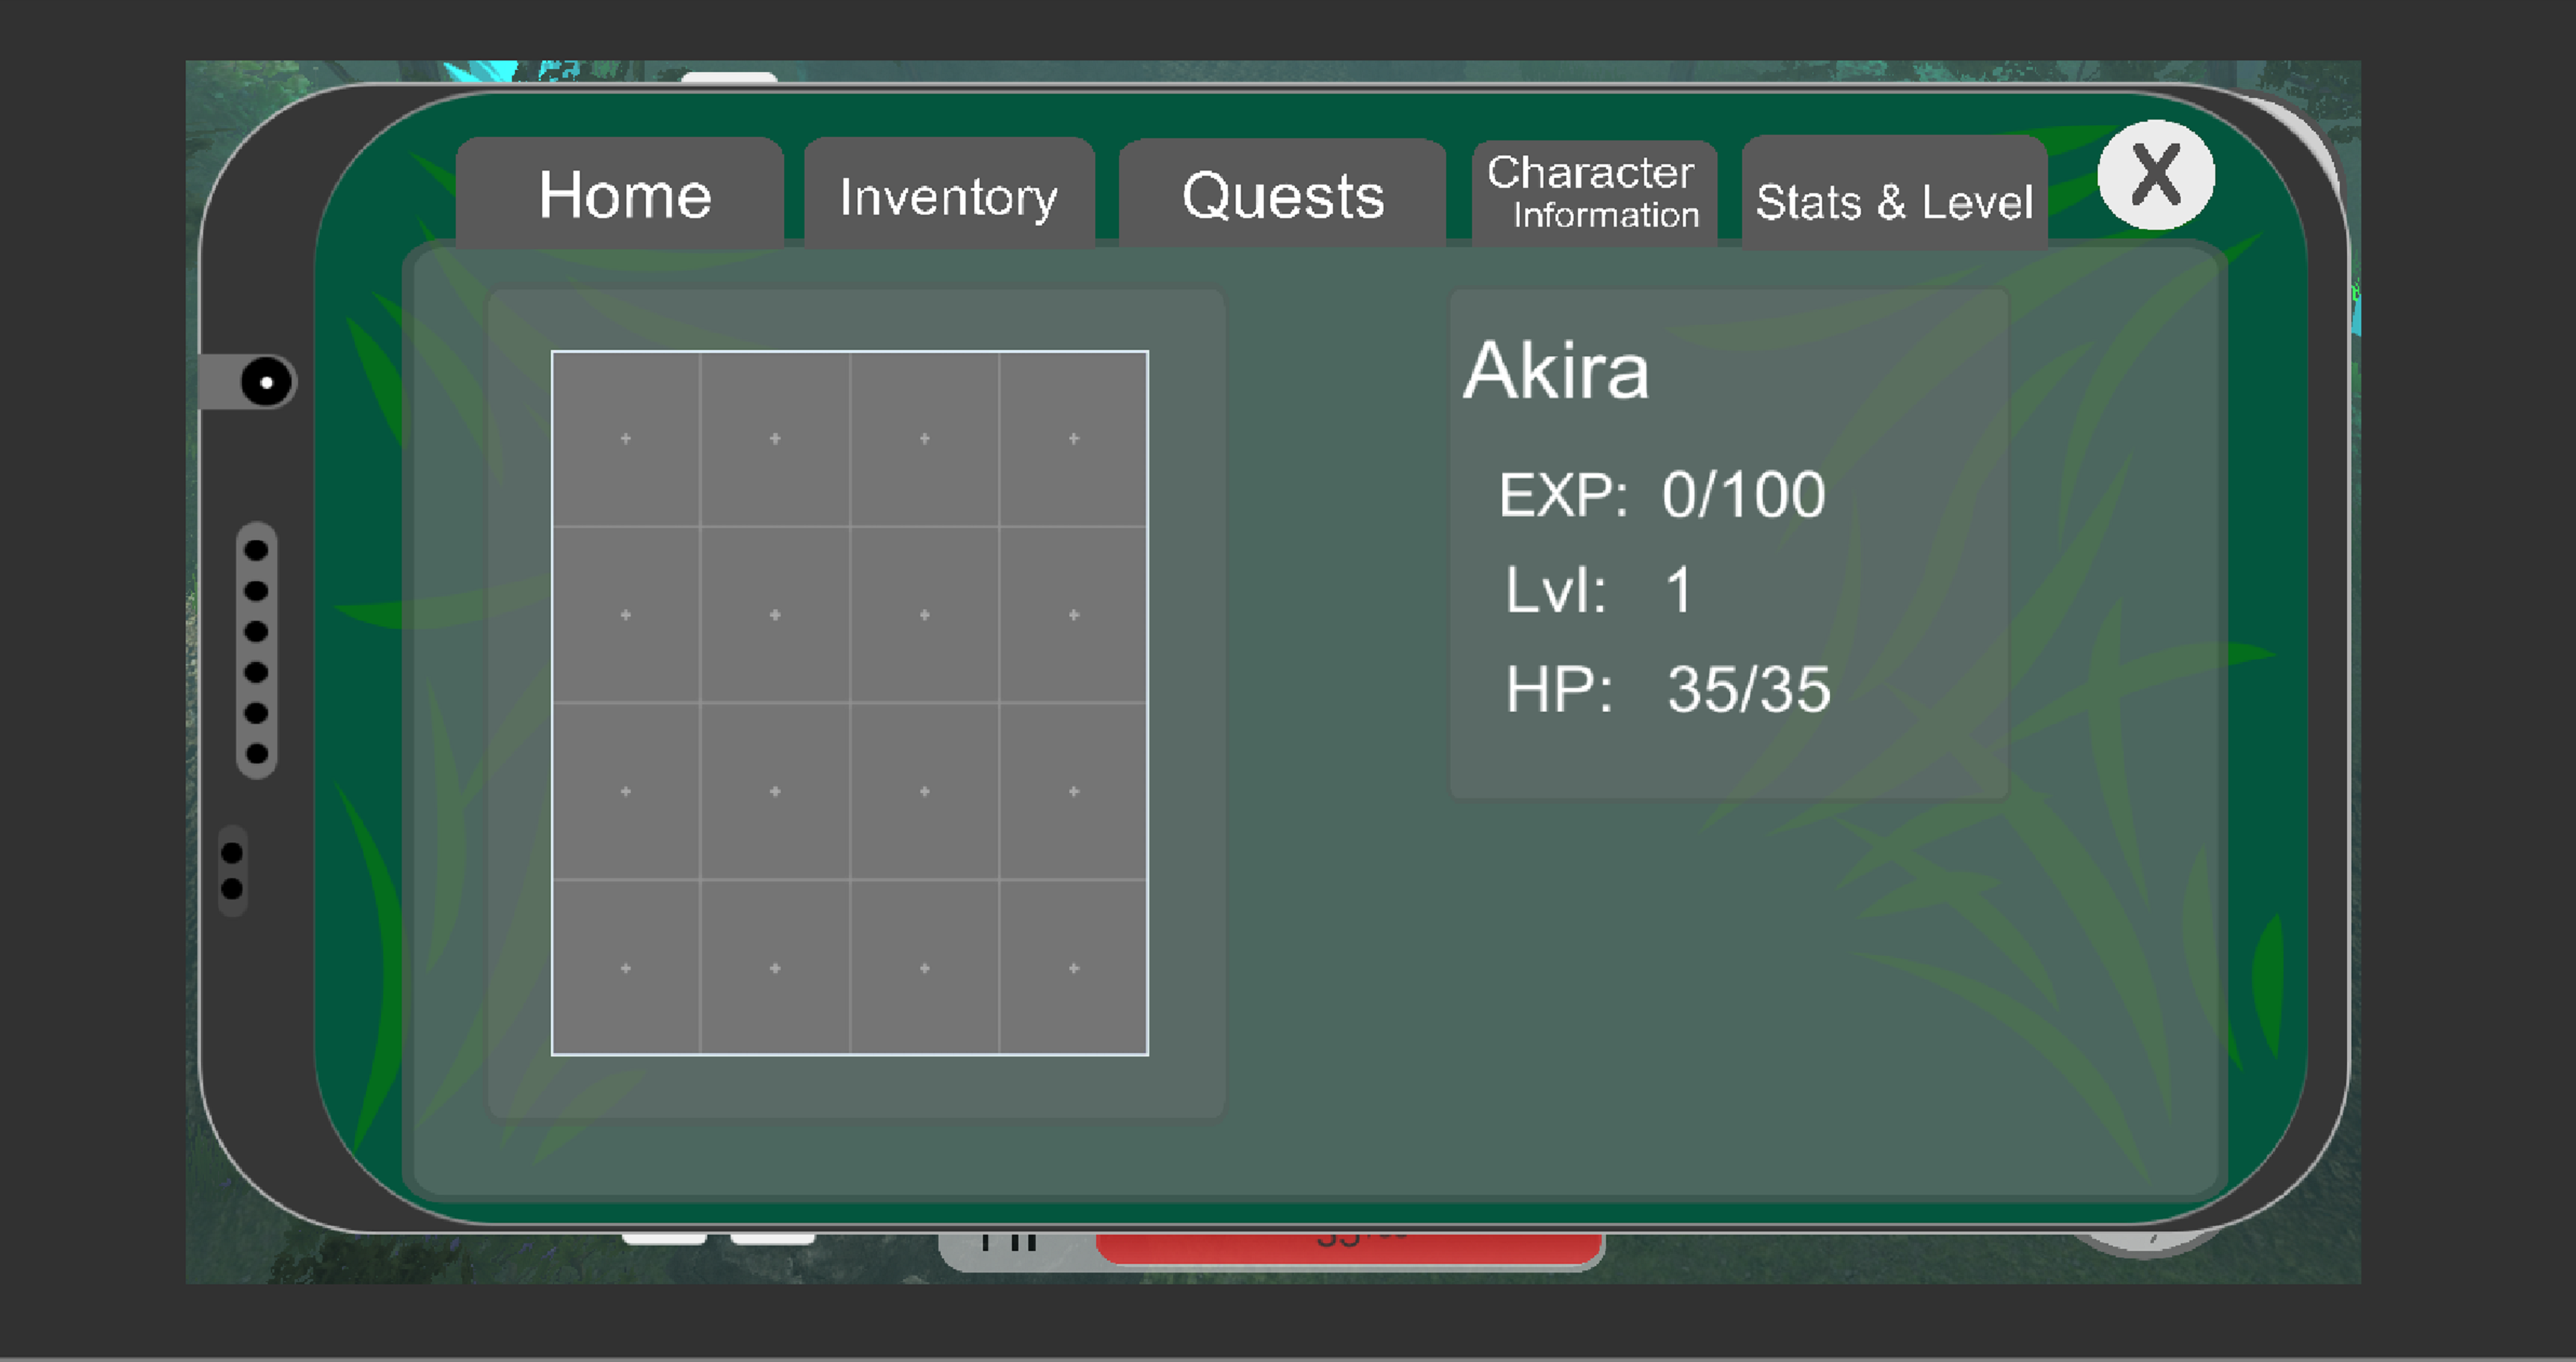 Home
Inventory
Quests
Character
Information
Stats & Level
X
Akira
EXP: 0/100
Lvl: 1
HP: 35/35